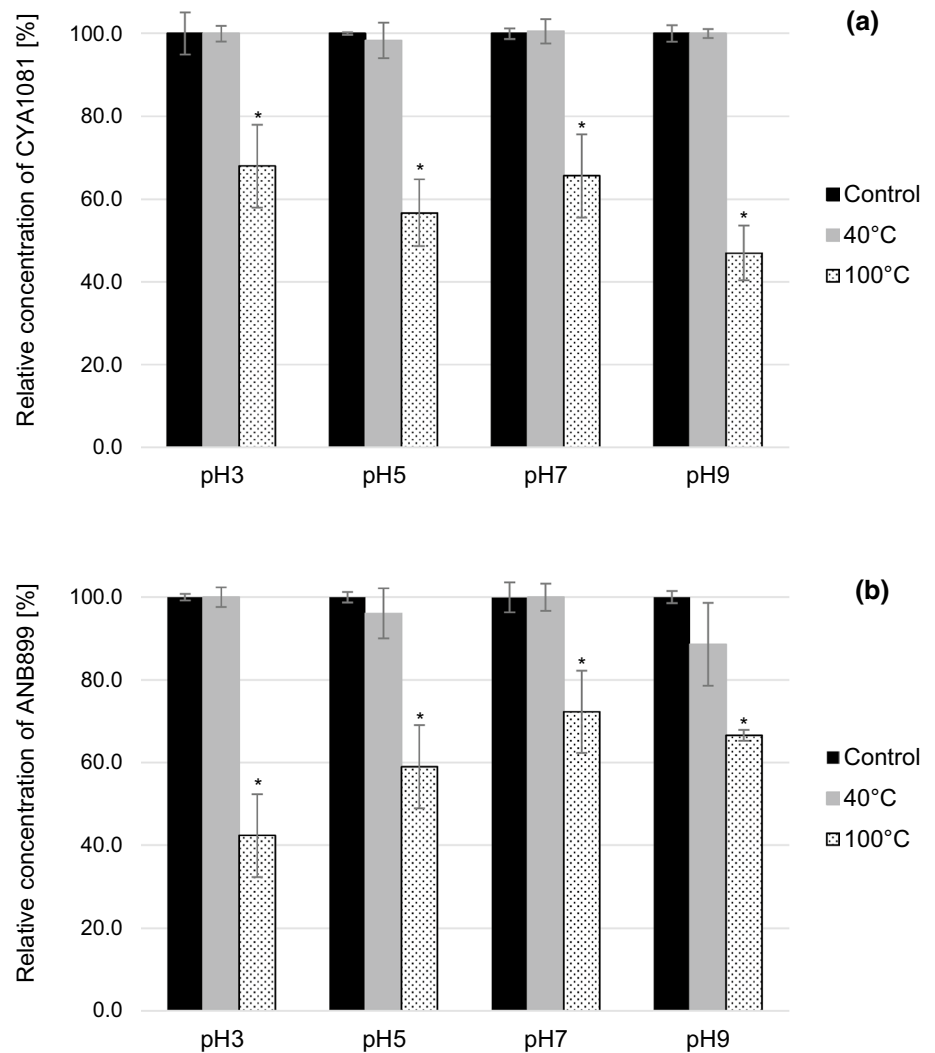 (a)
Relative concentration of CYA1081 [%]
100.0
80.0
60.0
40.0
20.0
0.0
* * * *
pH3 pH5 pH7 pH9
Control
40°C
100°C
(b)
Relative concentration of ANB899 [%]
100.0
80.0
60.0
40.0
20.0
0.0
* * * *
pH3 pH5 pH7 pH9
Control
40°C
100°C